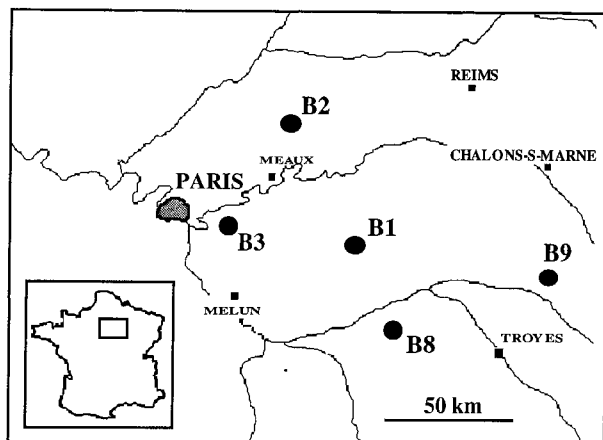 REIMS
B2
MEAUX
CHALONS-S-MARNE
PARIS
B3
B1
B9
MELUN
B8
TROYES
50 km